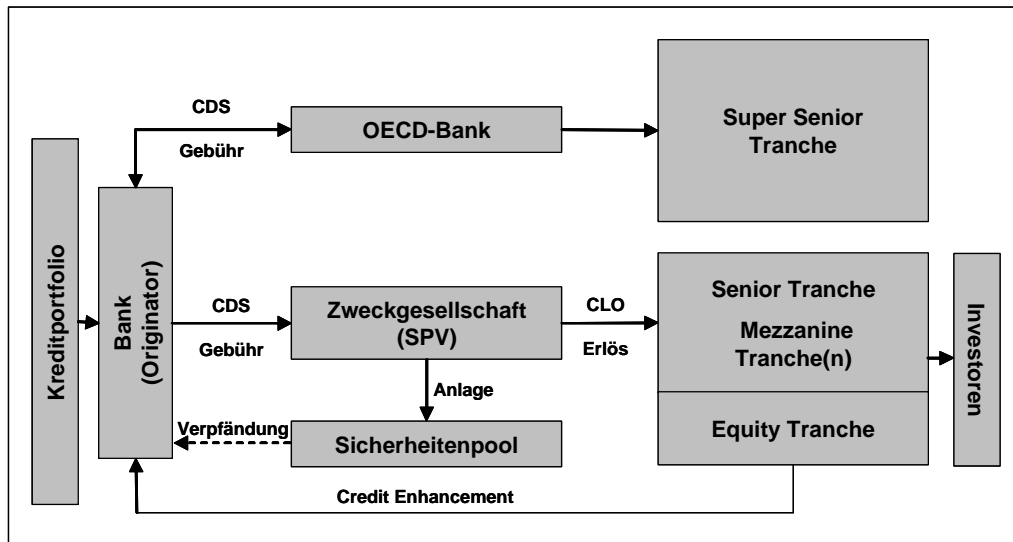 Kreditportfolio
Bank
(Originator)
CDS
Gebühr
OECD-Bank
Super Senior
Tranche
CDS
Gebühr
Zweckgesellschaft
(SPV)
CLO
Erlös
Senior Tranche
Mezzanine
Tranche(n)
Equity Tranche
Investoren
Anlage
Verpfändung
Sicherheitenpool
Credit Enhancement